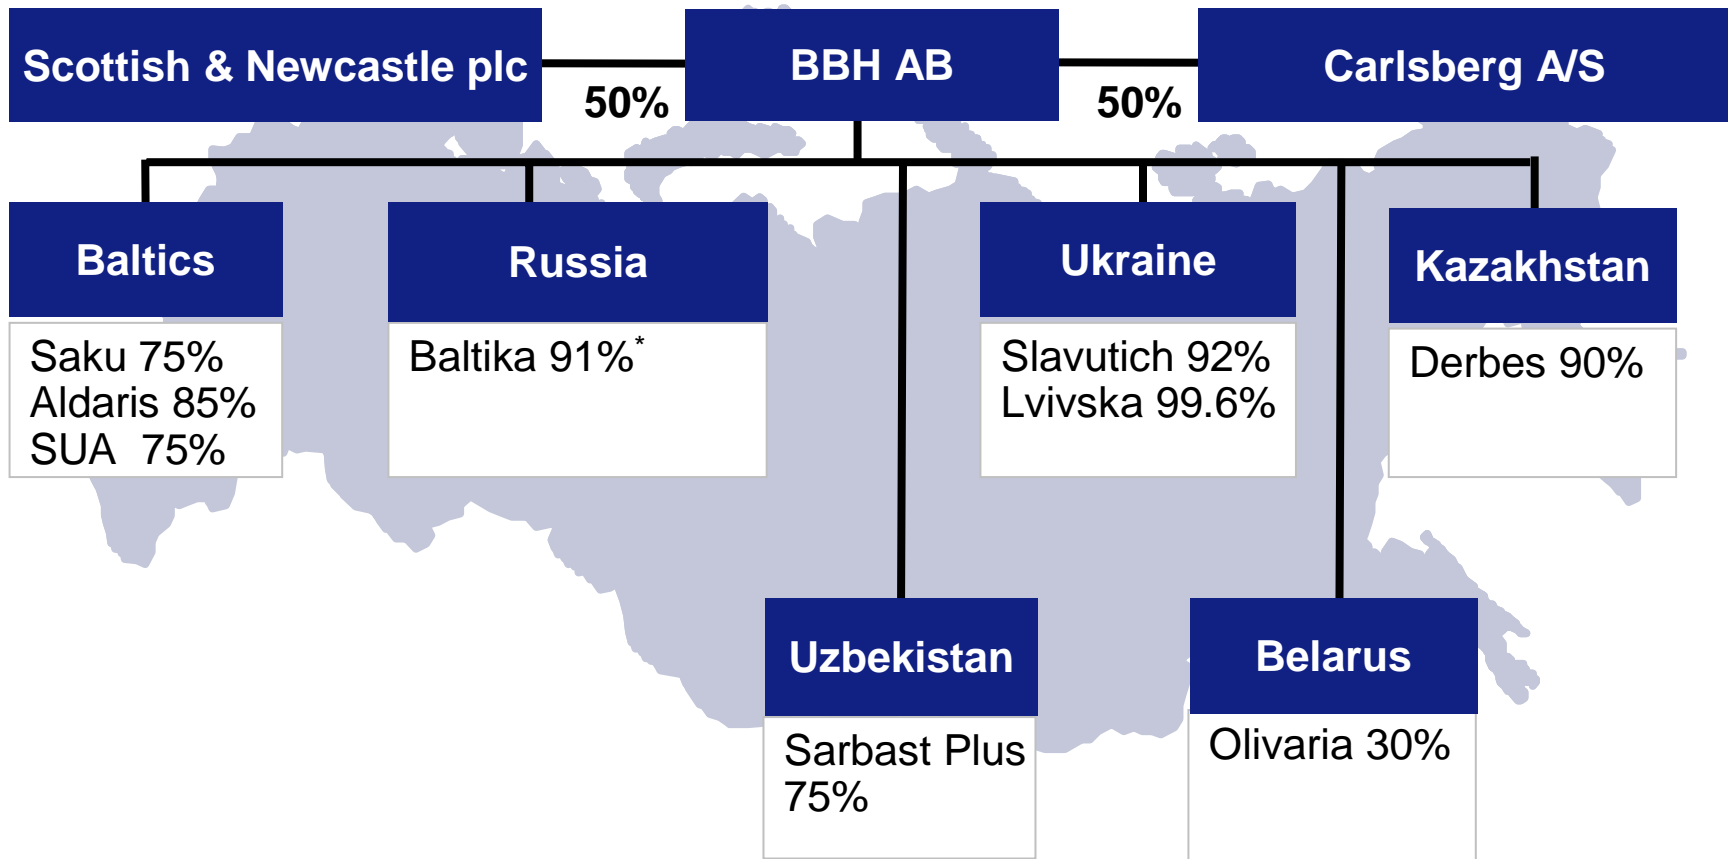 Scottish & Newcastle plc
50%
BBH AB
50%
Carlsberg A/S
Baltics
Saku 75%
Aldaris 85%
SUA 75%
Russia
Baltika 91%*
Ukraine
Slavutich 92%
Lvivska 99.6%
Kazakhstan
Derbes 90%
Uzbekistan
Sarbast Plus
75%
Belarus
Olivaria 30%